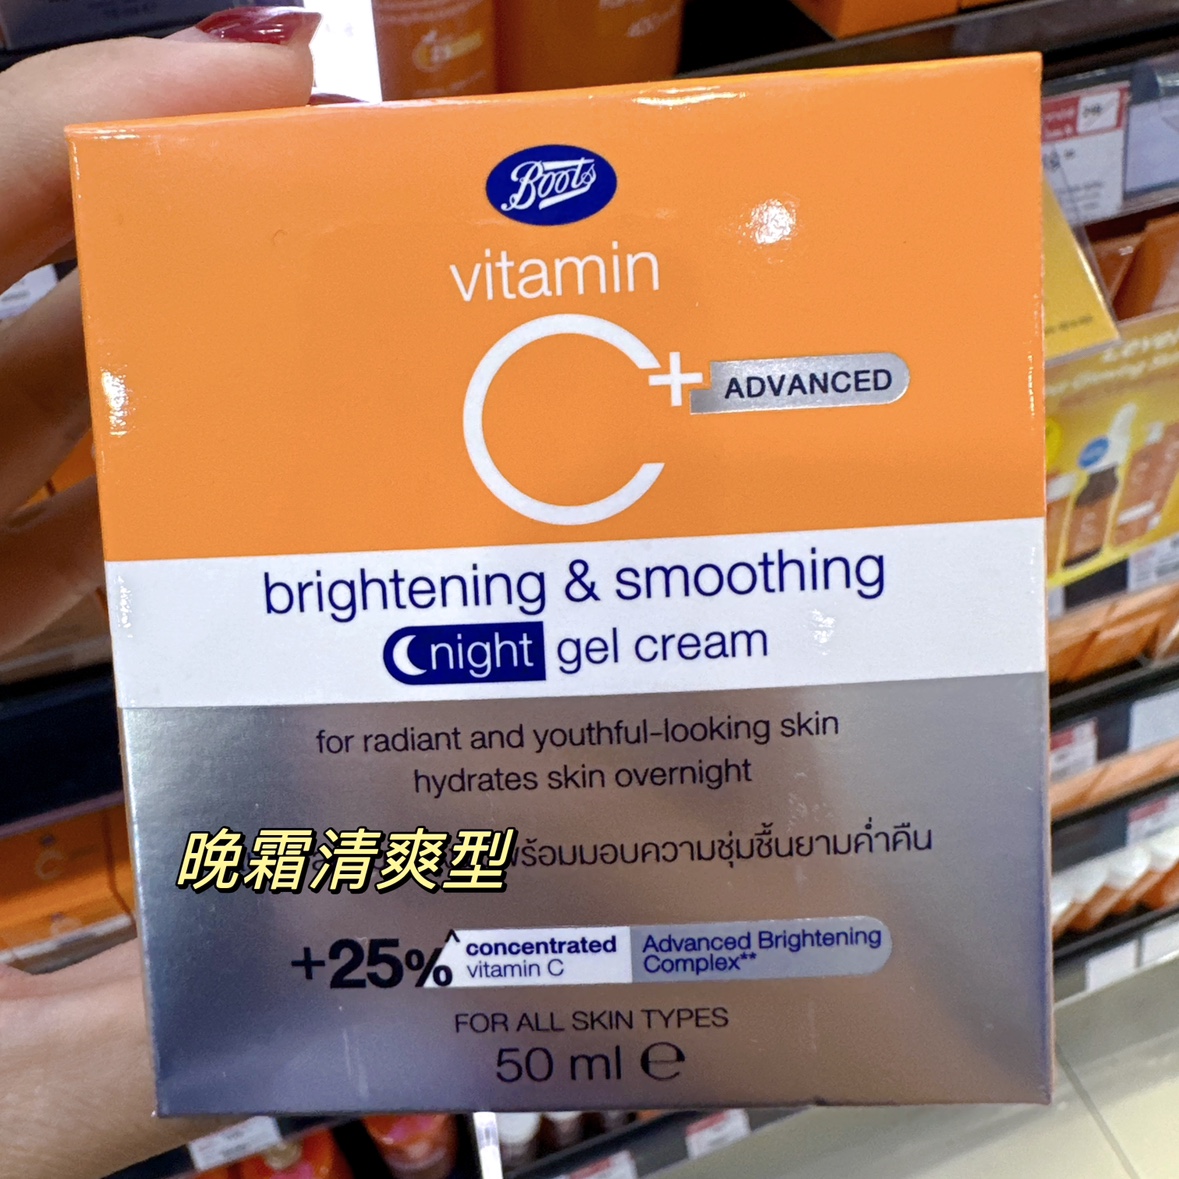 Boots
vitamin
C+ ADVANCED
brightening & smoothing
night gel cream
for radiant and youthful-looking skin
hydrates skin overnight
晚霜清爽型
พร้อมมอบความชุ่มชื้นยามค่ำคืน
+25%^ concentrated vitamin C
Advanced Brightening Complex**
FOR ALL SKIN TYPES
50 ml ℮